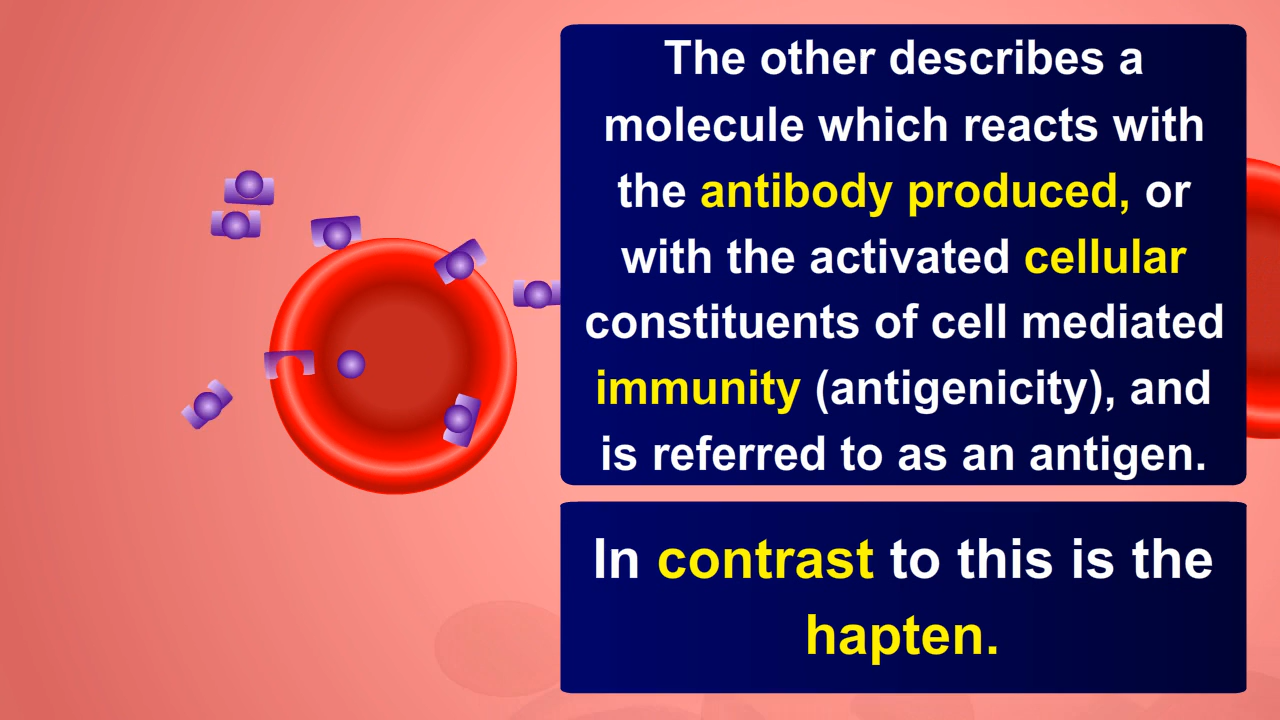 The other describes a
molecule which reacts with
the antibody produced, or
with the activated cellular
constituents of cell mediated
immunity (antigenicity), and
is referred to as an antigen.
In contrast to this is the
hapten.